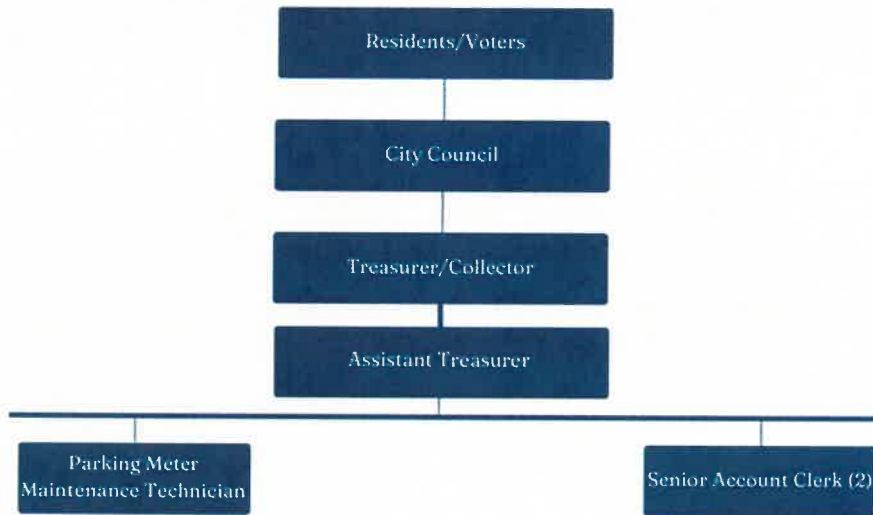 Residents/Voters
City Council
Treasurer/Collector
Assistant Treasurer
Parking Meter
Maintenance Technician
Senior Account Clerk (2)